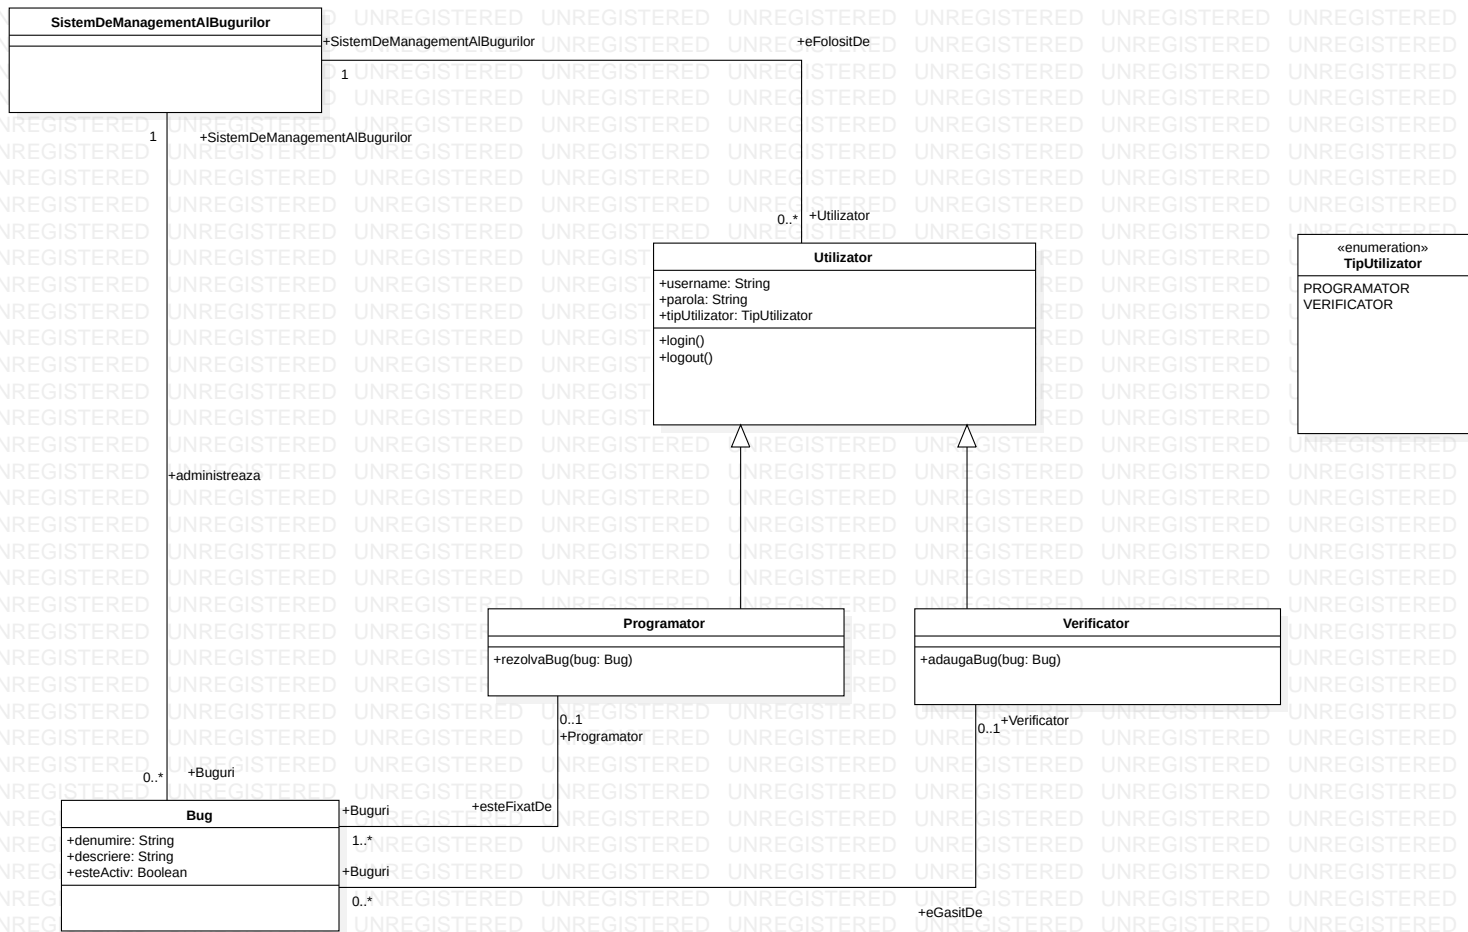 SistemDeManagementAlBugurilor
+SistemDeManagementAlBugurilor
+eFolositDe
1
1
+SistemDeManagementAlBugurilor
0..*
+Utilizator
Utilizator
+username: String
+parola: String
+tipUtilizator: TipUtilizator
+login()
+logout()
«enumeration»
TipUtilizator
PROGRAMATOR
VERIFICATOR
+administreaza
Programator
+rezolvaBug(bug: Bug)
Verificator
+adaugaBug(bug: Bug)
0..1
+Programator
0..1
+Verificator
0..*
+Buguri
Bug
+denumire: String
+descriere: String
+esteActiv: Boolean
+Buguri
+esteFixatDe
1..*
+Buguri
0..*
+eGasitDe
UNREGISTERED